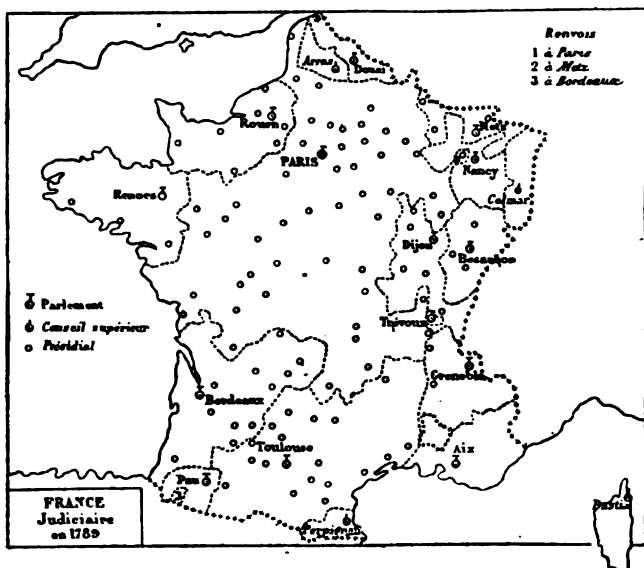 Renvois
1 à Paris
2 à Metz
3 à Bordeaux
Arras
Douai
Rouen
Metz
PARIS
Nancy
Rennes
Colmar
Dijon
Besançon
Parlement
Conseil supérieur
Présidial
Trévoux
Grenoble
Bordeaux
Toulouse
Aix
Pau
Perpignan
Bastia
FRANCE
Judiciaire
en 1789